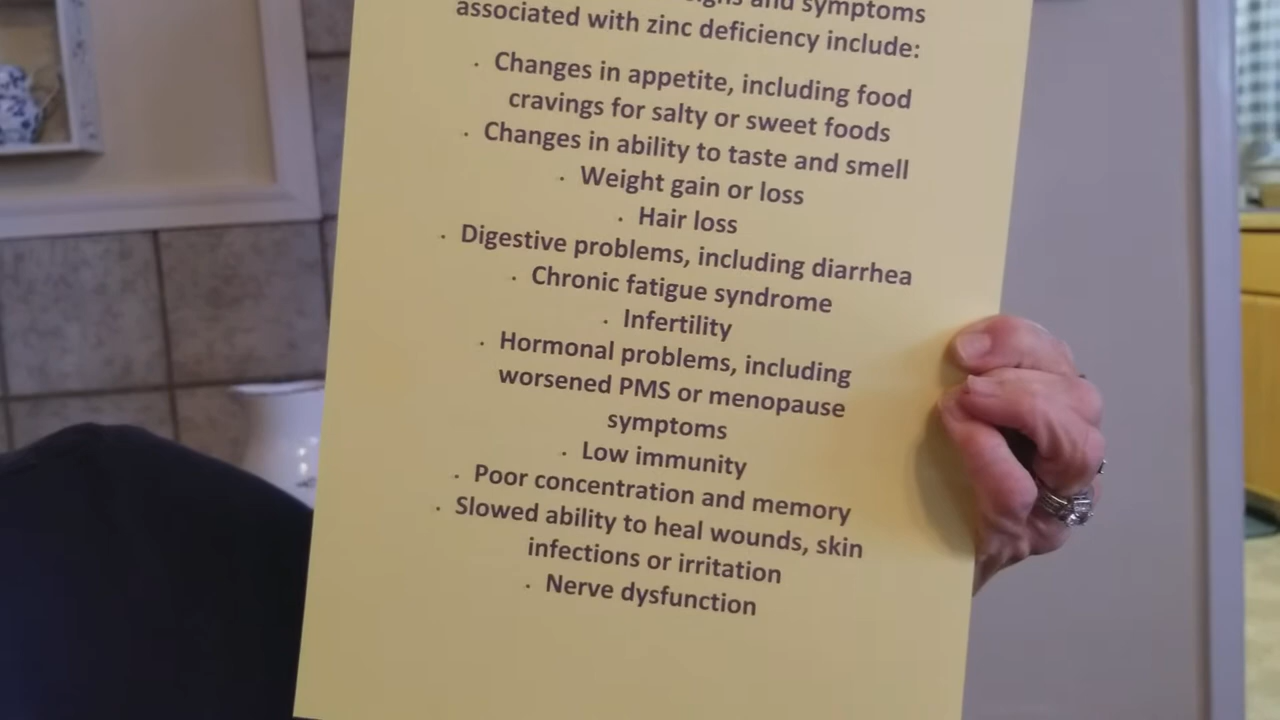 signs and symptoms
associated with zinc deficiency include:
· Changes in appetite, including food
cravings for salty or sweet foods
· Changes in ability to taste and smell
· Weight gain or loss
· Hair loss
· Digestive problems, including diarrhea
· Chronic fatigue syndrome
· Infertility
· Hormonal problems, including
worsened PMS or menopause
symptoms
· Low immunity
· Poor concentration and memory
· Slowed ability to heal wounds, skin
infections or irritation
· Nerve dysfunction